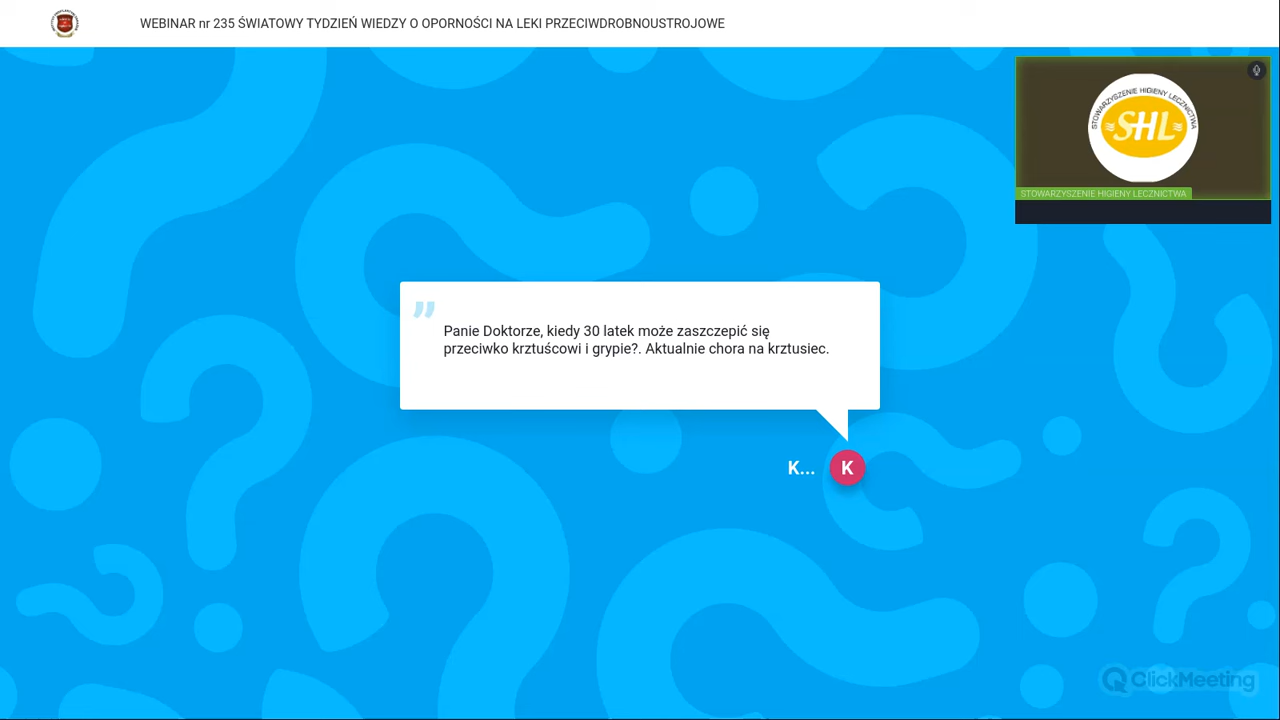 WEBINAR nr 235 ŚWIATOWY TYDZIEŃ WIEDZY O OPORNOŚCI NA LEKI PRZECIWDROBNOUSTROJOWE
STOWARZYSZENIE HIGIENY LECZNICTWA
SHL
STOWARZYSZENIE HIGIENY LECZNICTWA
Panie Doktorze, kiedy 30 latek może zaszczepić się
przeciwko krztuścowi i grypie?. Aktualnie chora na krztusiec.
K... K
ClickMeeting